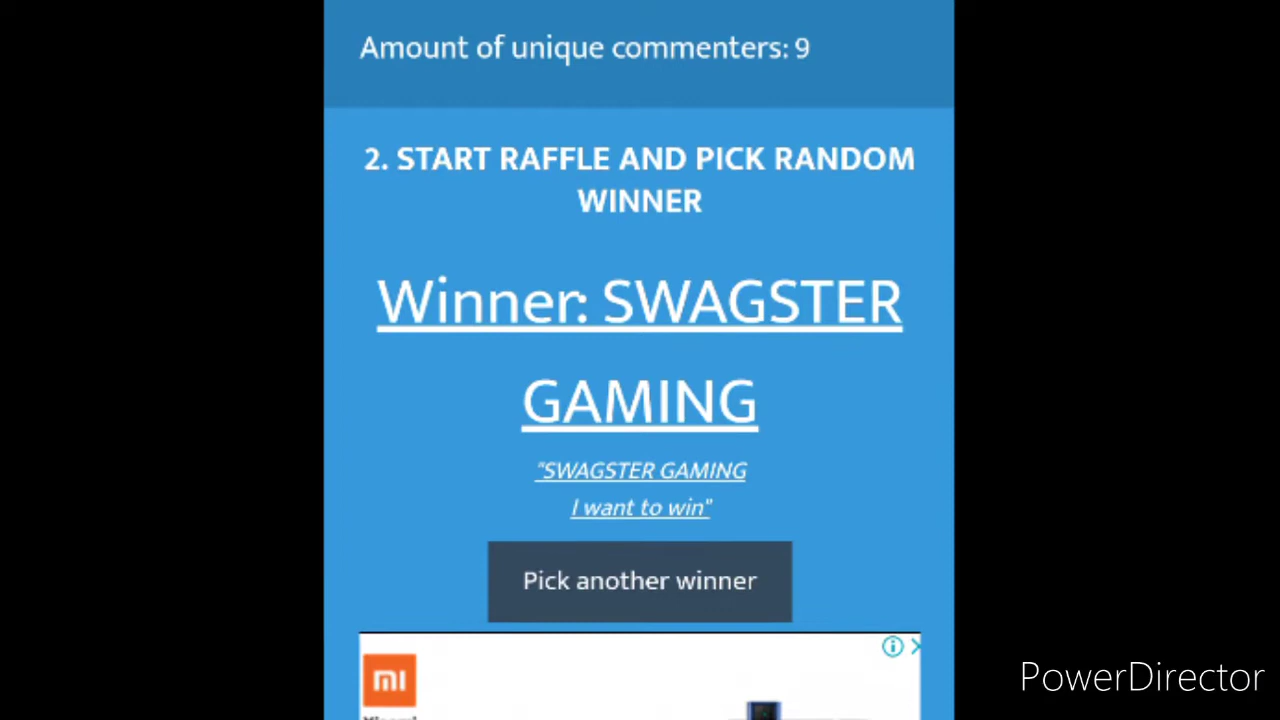 Amount of unique commenters: 9
2. START RAFFLE AND PICK RANDOM
WINNER
Winner: SWAGSTER
GAMING
"SWAGSTER GAMING
I want to win"
Pick another winner
mi
PowerDirector